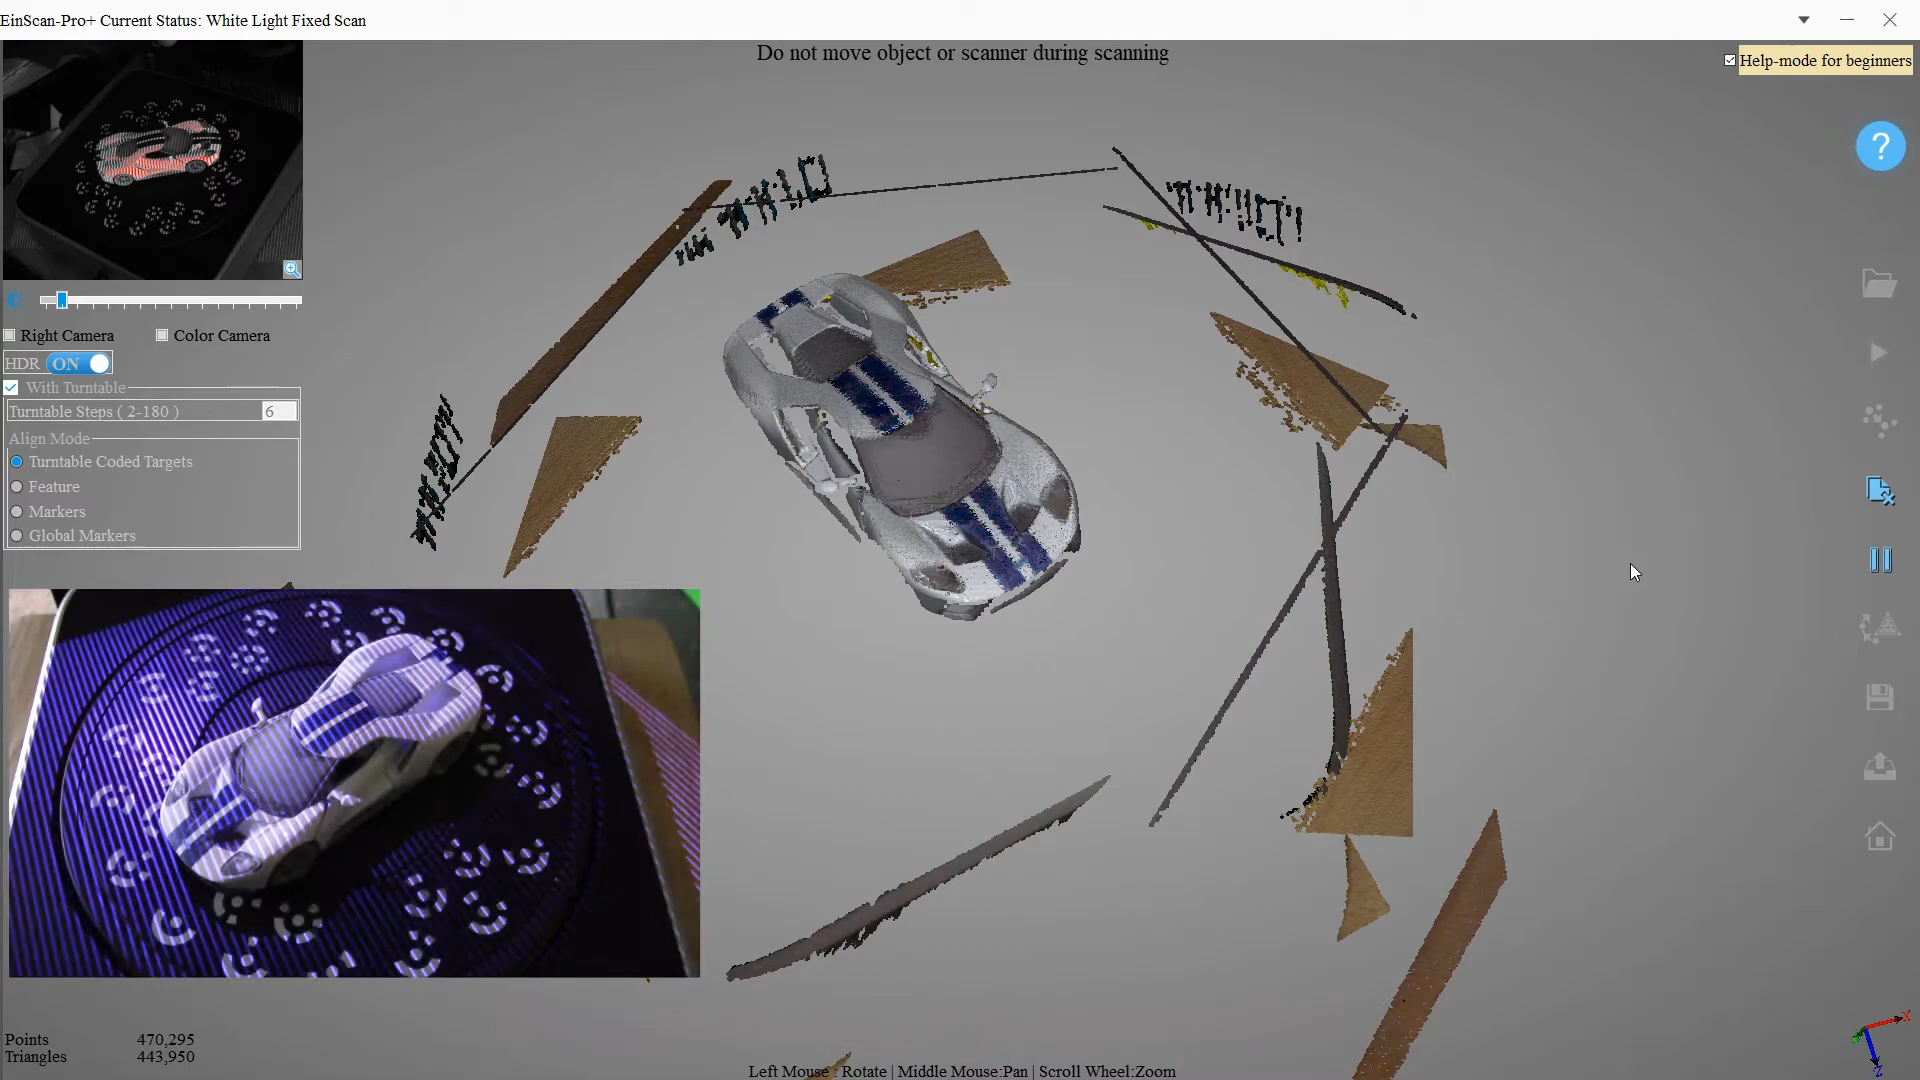 EinScan-Pro+ Current Status: White Light Fixed Scan
Do not move object or scanner during scanning
Help-mode for beginners
?
Right Camera
Color Camera
HDR ON
With Turntable
Turntable Steps ( 2-180 ) 6
Align Mode
Turntable Coded Targets
Feature
Markers
Global Markers
Points 470,295
Triangles 443,950
Left Mouse : Rotate | Middle Mouse:Pan | Scroll Wheel:Zoom
X
Y
Z